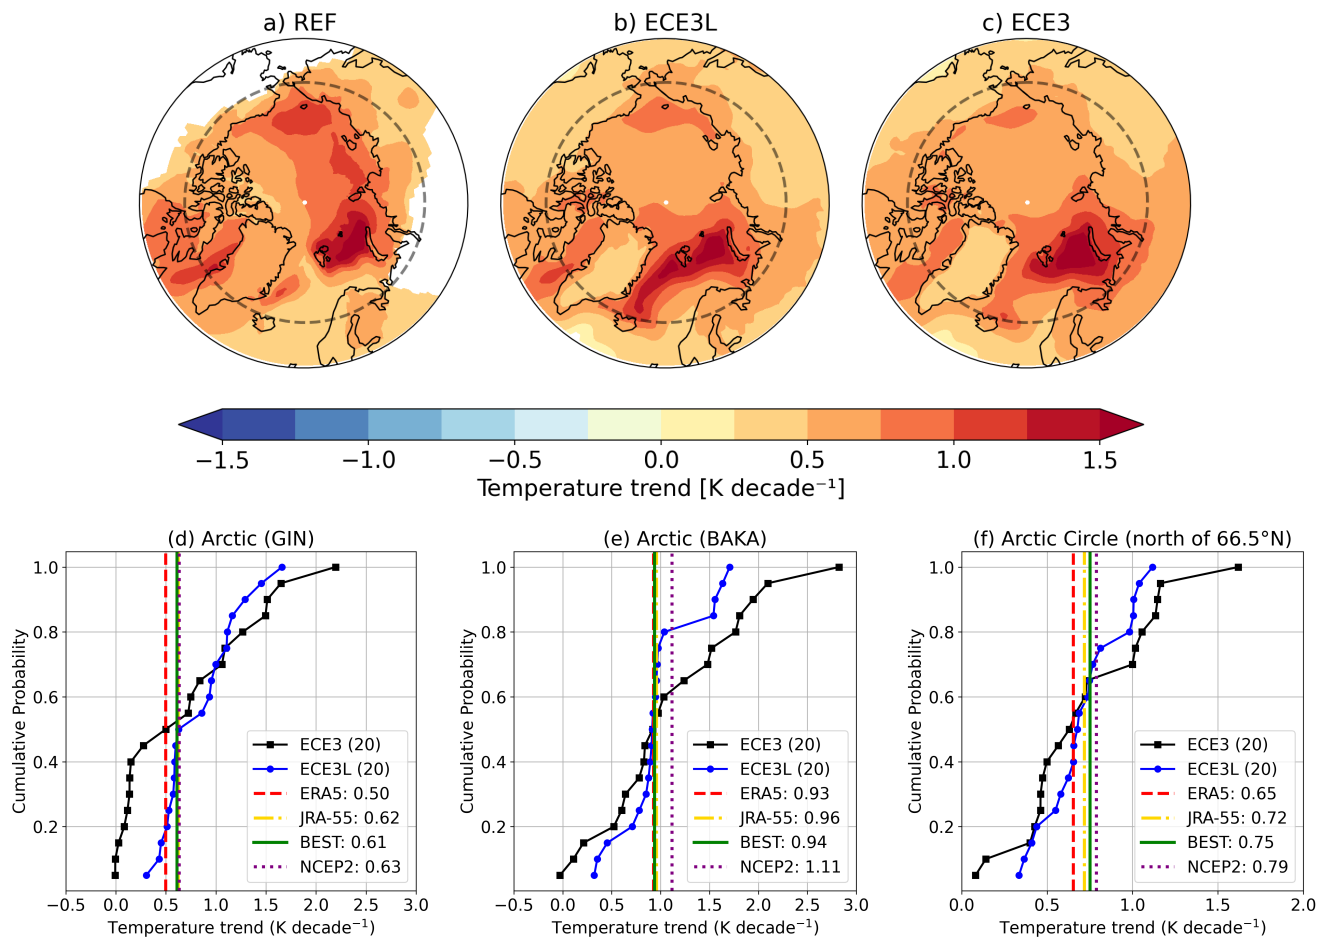 a) REF
b) ECE3L
c) ECE3
−1.5 −1.0 −0.5 0.0 0.5 1.0 1.5
Temperature trend [K decade⁻¹]
(d) Arctic (GIN)
Cumulative Probability
1.0
0.8
0.6
0.4
0.2
ECE3 (20)
ECE3L (20)
ERA5: 0.50
JRA-55: 0.62
BEST: 0.61
NCEP2: 0.63
−0.5 0.0 0.5 1.0 1.5 2.0 2.5 3.0
Temperature trend (K decade⁻¹)
(e) Arctic (BAKA)
Cumulative Probability
1.0
0.8
0.6
0.4
0.2
ECE3 (20)
ECE3L (20)
ERA5: 0.93
JRA-55: 0.96
BEST: 0.94
NCEP2: 1.11
−0.5 0.0 0.5 1.0 1.5 2.0 2.5 3.0
Temperature trend (K decade⁻¹)
(f) Arctic Circle (north of 66.5°N)
Cumulative Probability
1.0
0.8
0.6
0.4
0.2
ECE3 (20)
ECE3L (20)
ERA5: 0.65
JRA-55: 0.72
BEST: 0.75
NCEP2: 0.79
0.0 0.5 1.0 1.5 2.0
Temperature trend (K decade⁻¹)